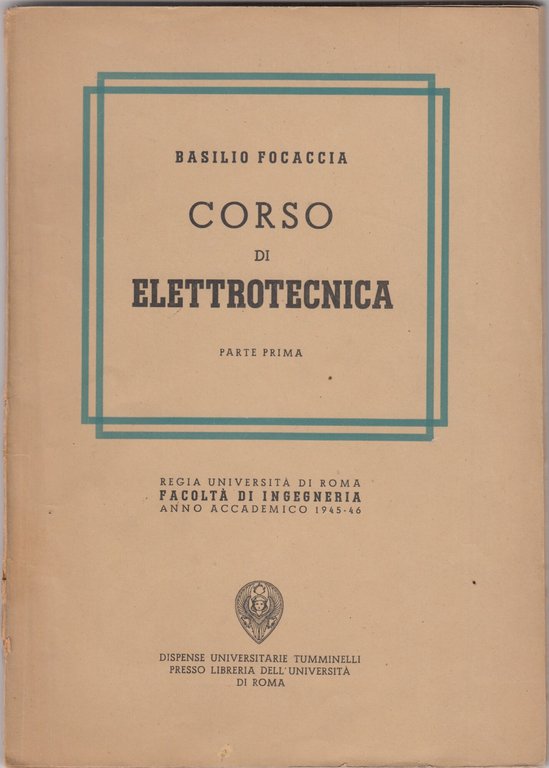 BASILIO FOCACCIA
CORSO
DI
ELETTROTECNICA
PARTE PRIMA
REGIA UNIVERSITÀ DI ROMA
FACOLTÀ DI INGEGNERIA
ANNO ACCADEMICO 1945-46
DISPENSE UNIVERSITARIE TUMMINELLI
PRESSO LIBRERIA DELL'UNIVERSITÀ
DI ROMA